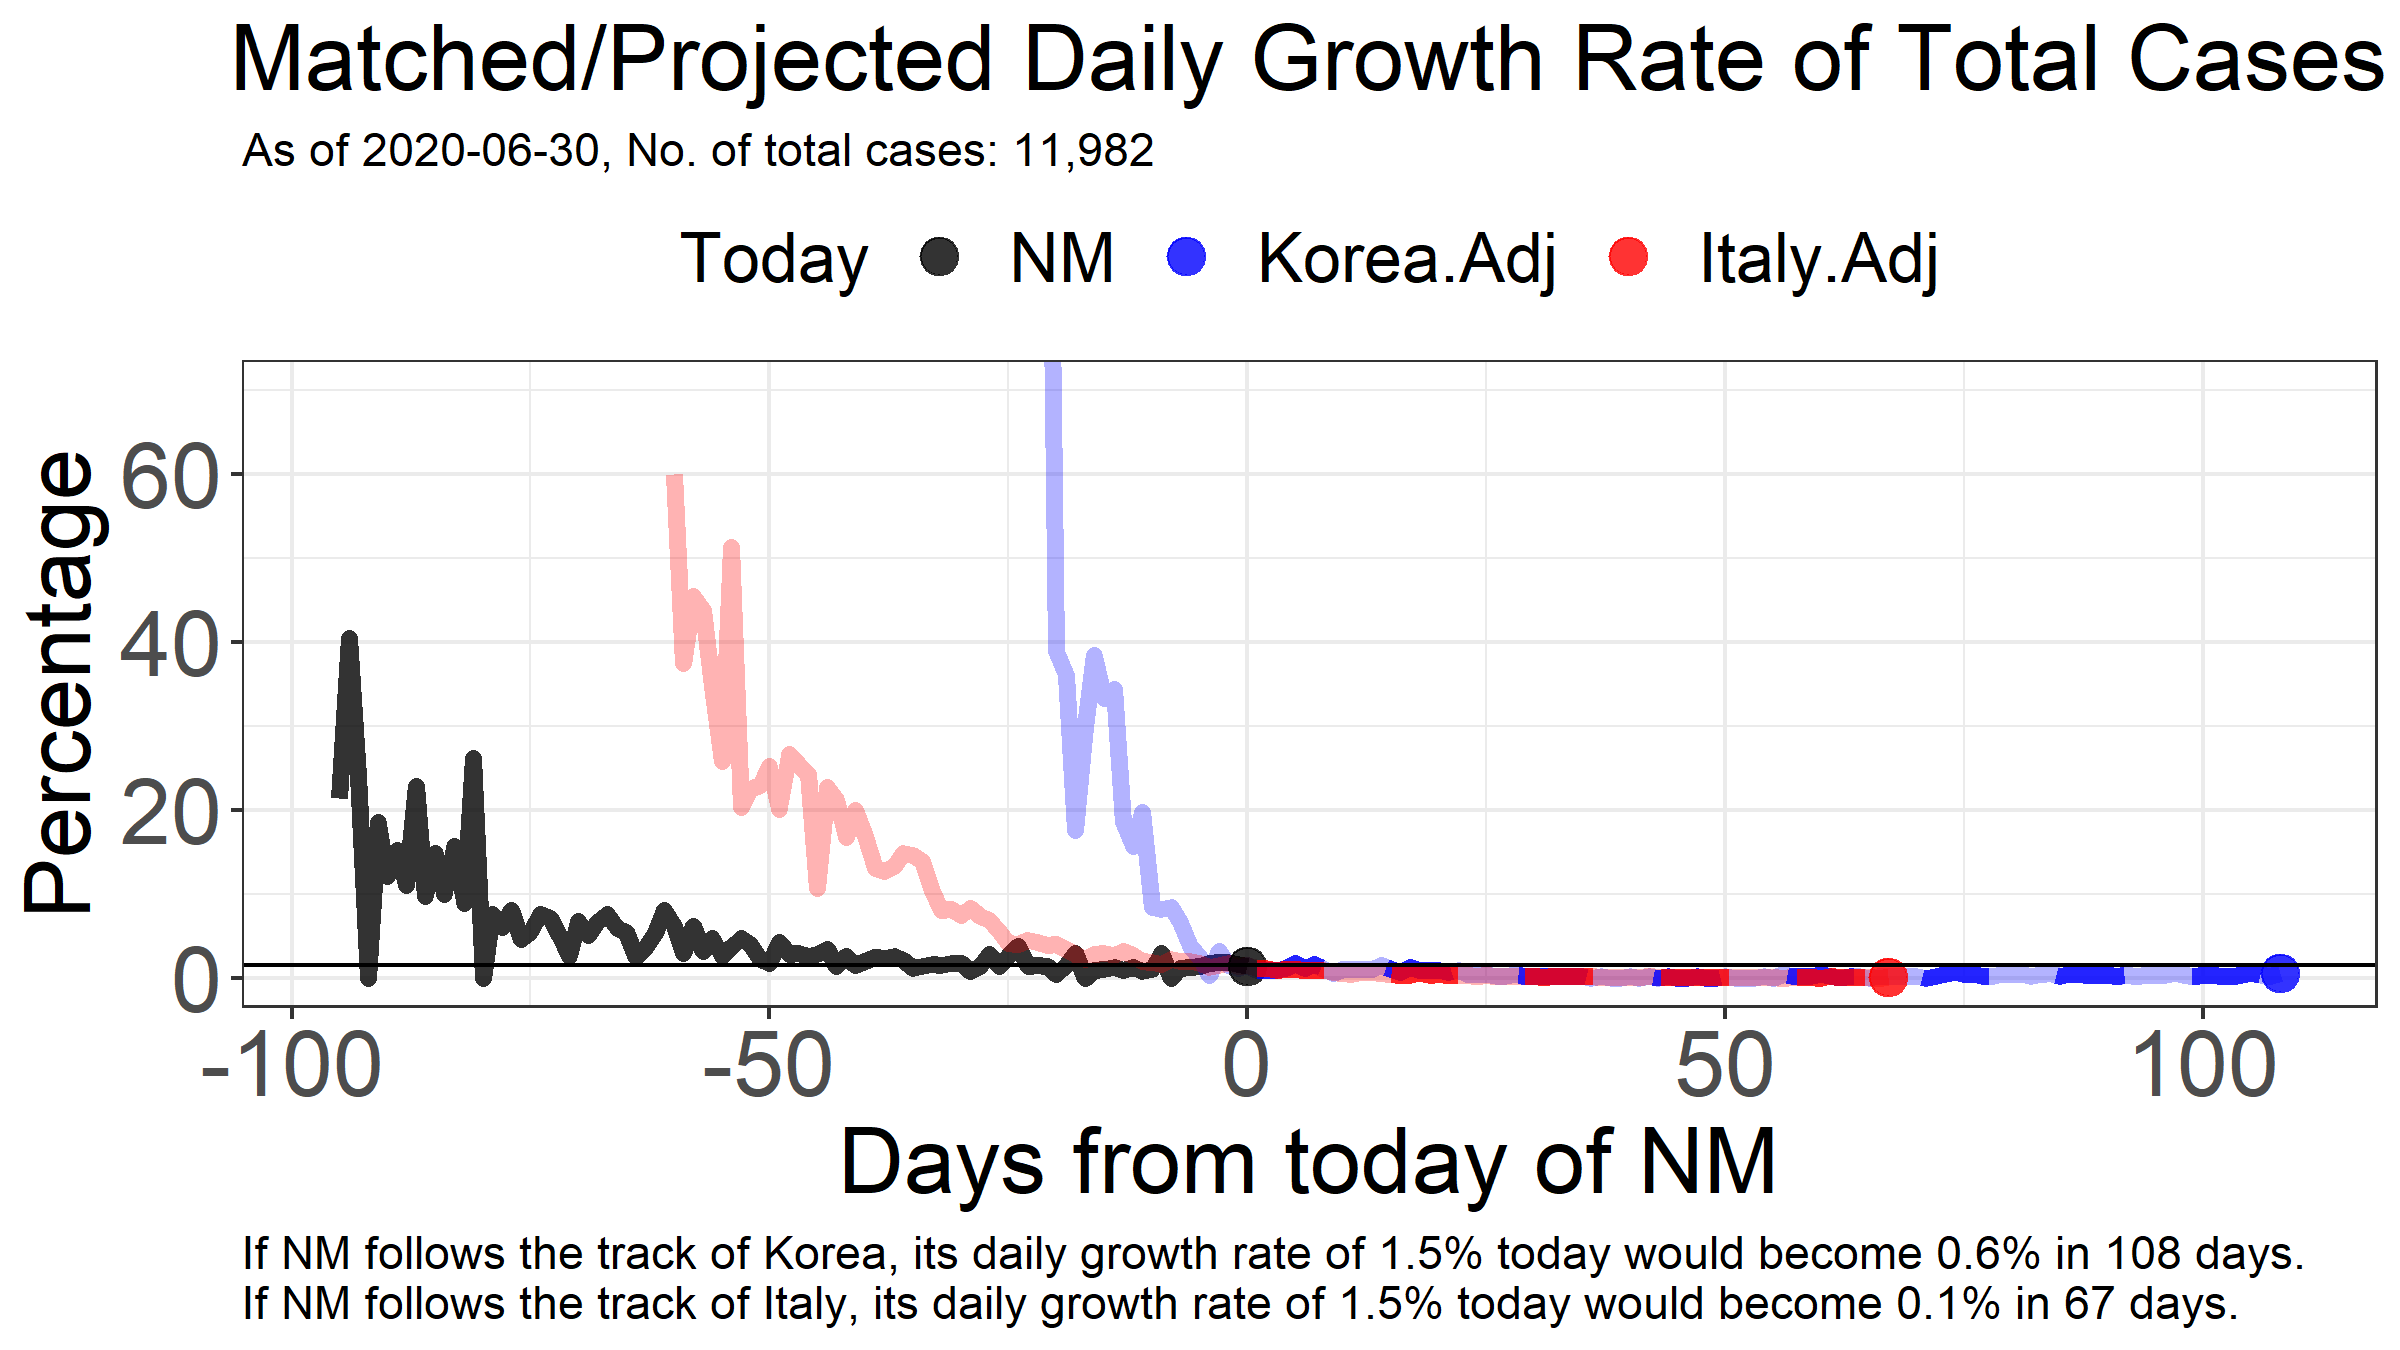 Matched/Projected Daily Growth Rate of Total Cases
As of 2020-06-30, No. of total cases: 11,982
Today NM Korea.Adj Italy.Adj
Percentage
60
40
20
0
-100 -50 0 50 100
Days from today of NM
If NM follows the track of Korea, its daily growth rate of 1.5% today would become 0.6% in 108 days.
If NM follows the track of Italy, its daily growth rate of 1.5% today would become 0.1% in 67 days.